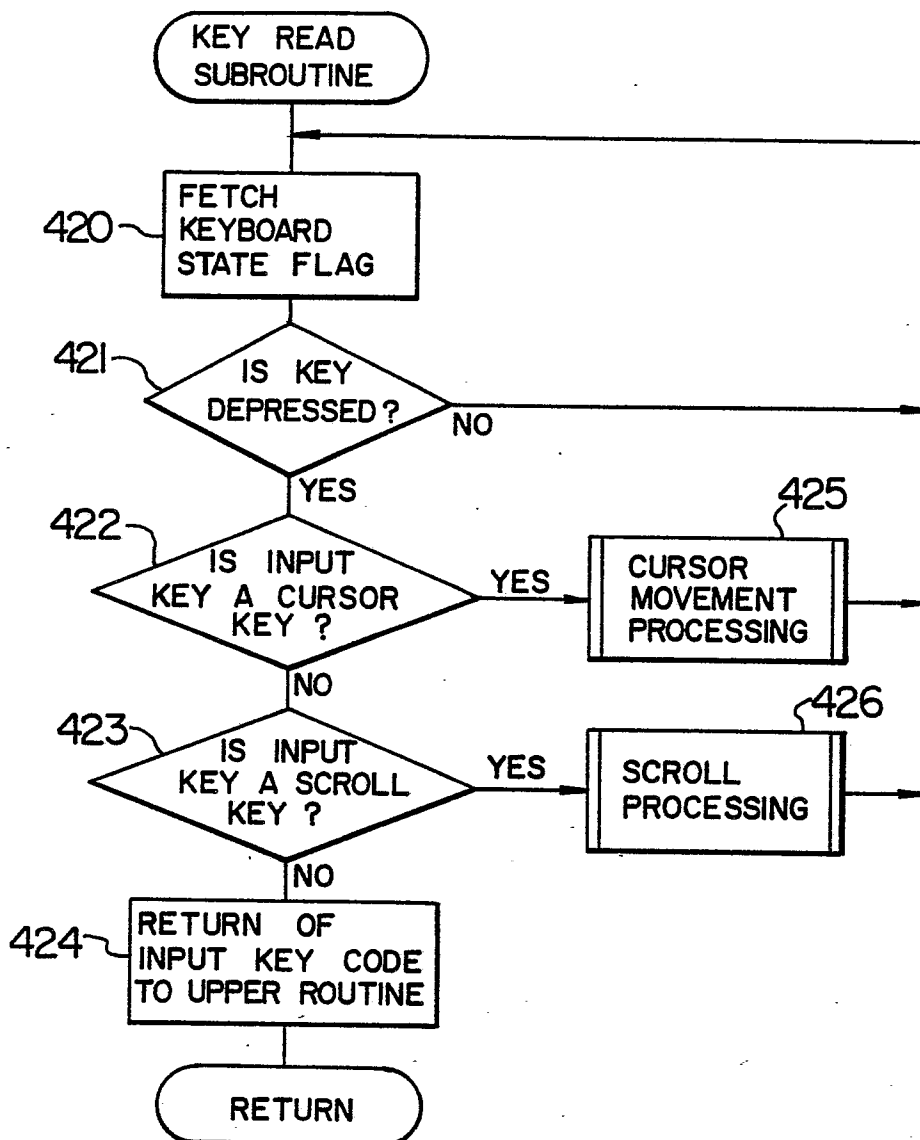 KEY READ
SUBROUTINE
FETCH
KEYBOARD
STATE FLAG
420
421
IS KEY
DEPRESSED?
NO
YES
422
IS INPUT
KEY A CURSOR
KEY ?
YES
425
CURSOR
MOVEMENT
PROCESSING
NO
423
IS INPUT
KEY A SCROLL
KEY ?
YES
426
SCROLL
PROCESSING
NO
424
RETURN OF
INPUT KEY CODE
TO UPPER ROUTINE
RETURN